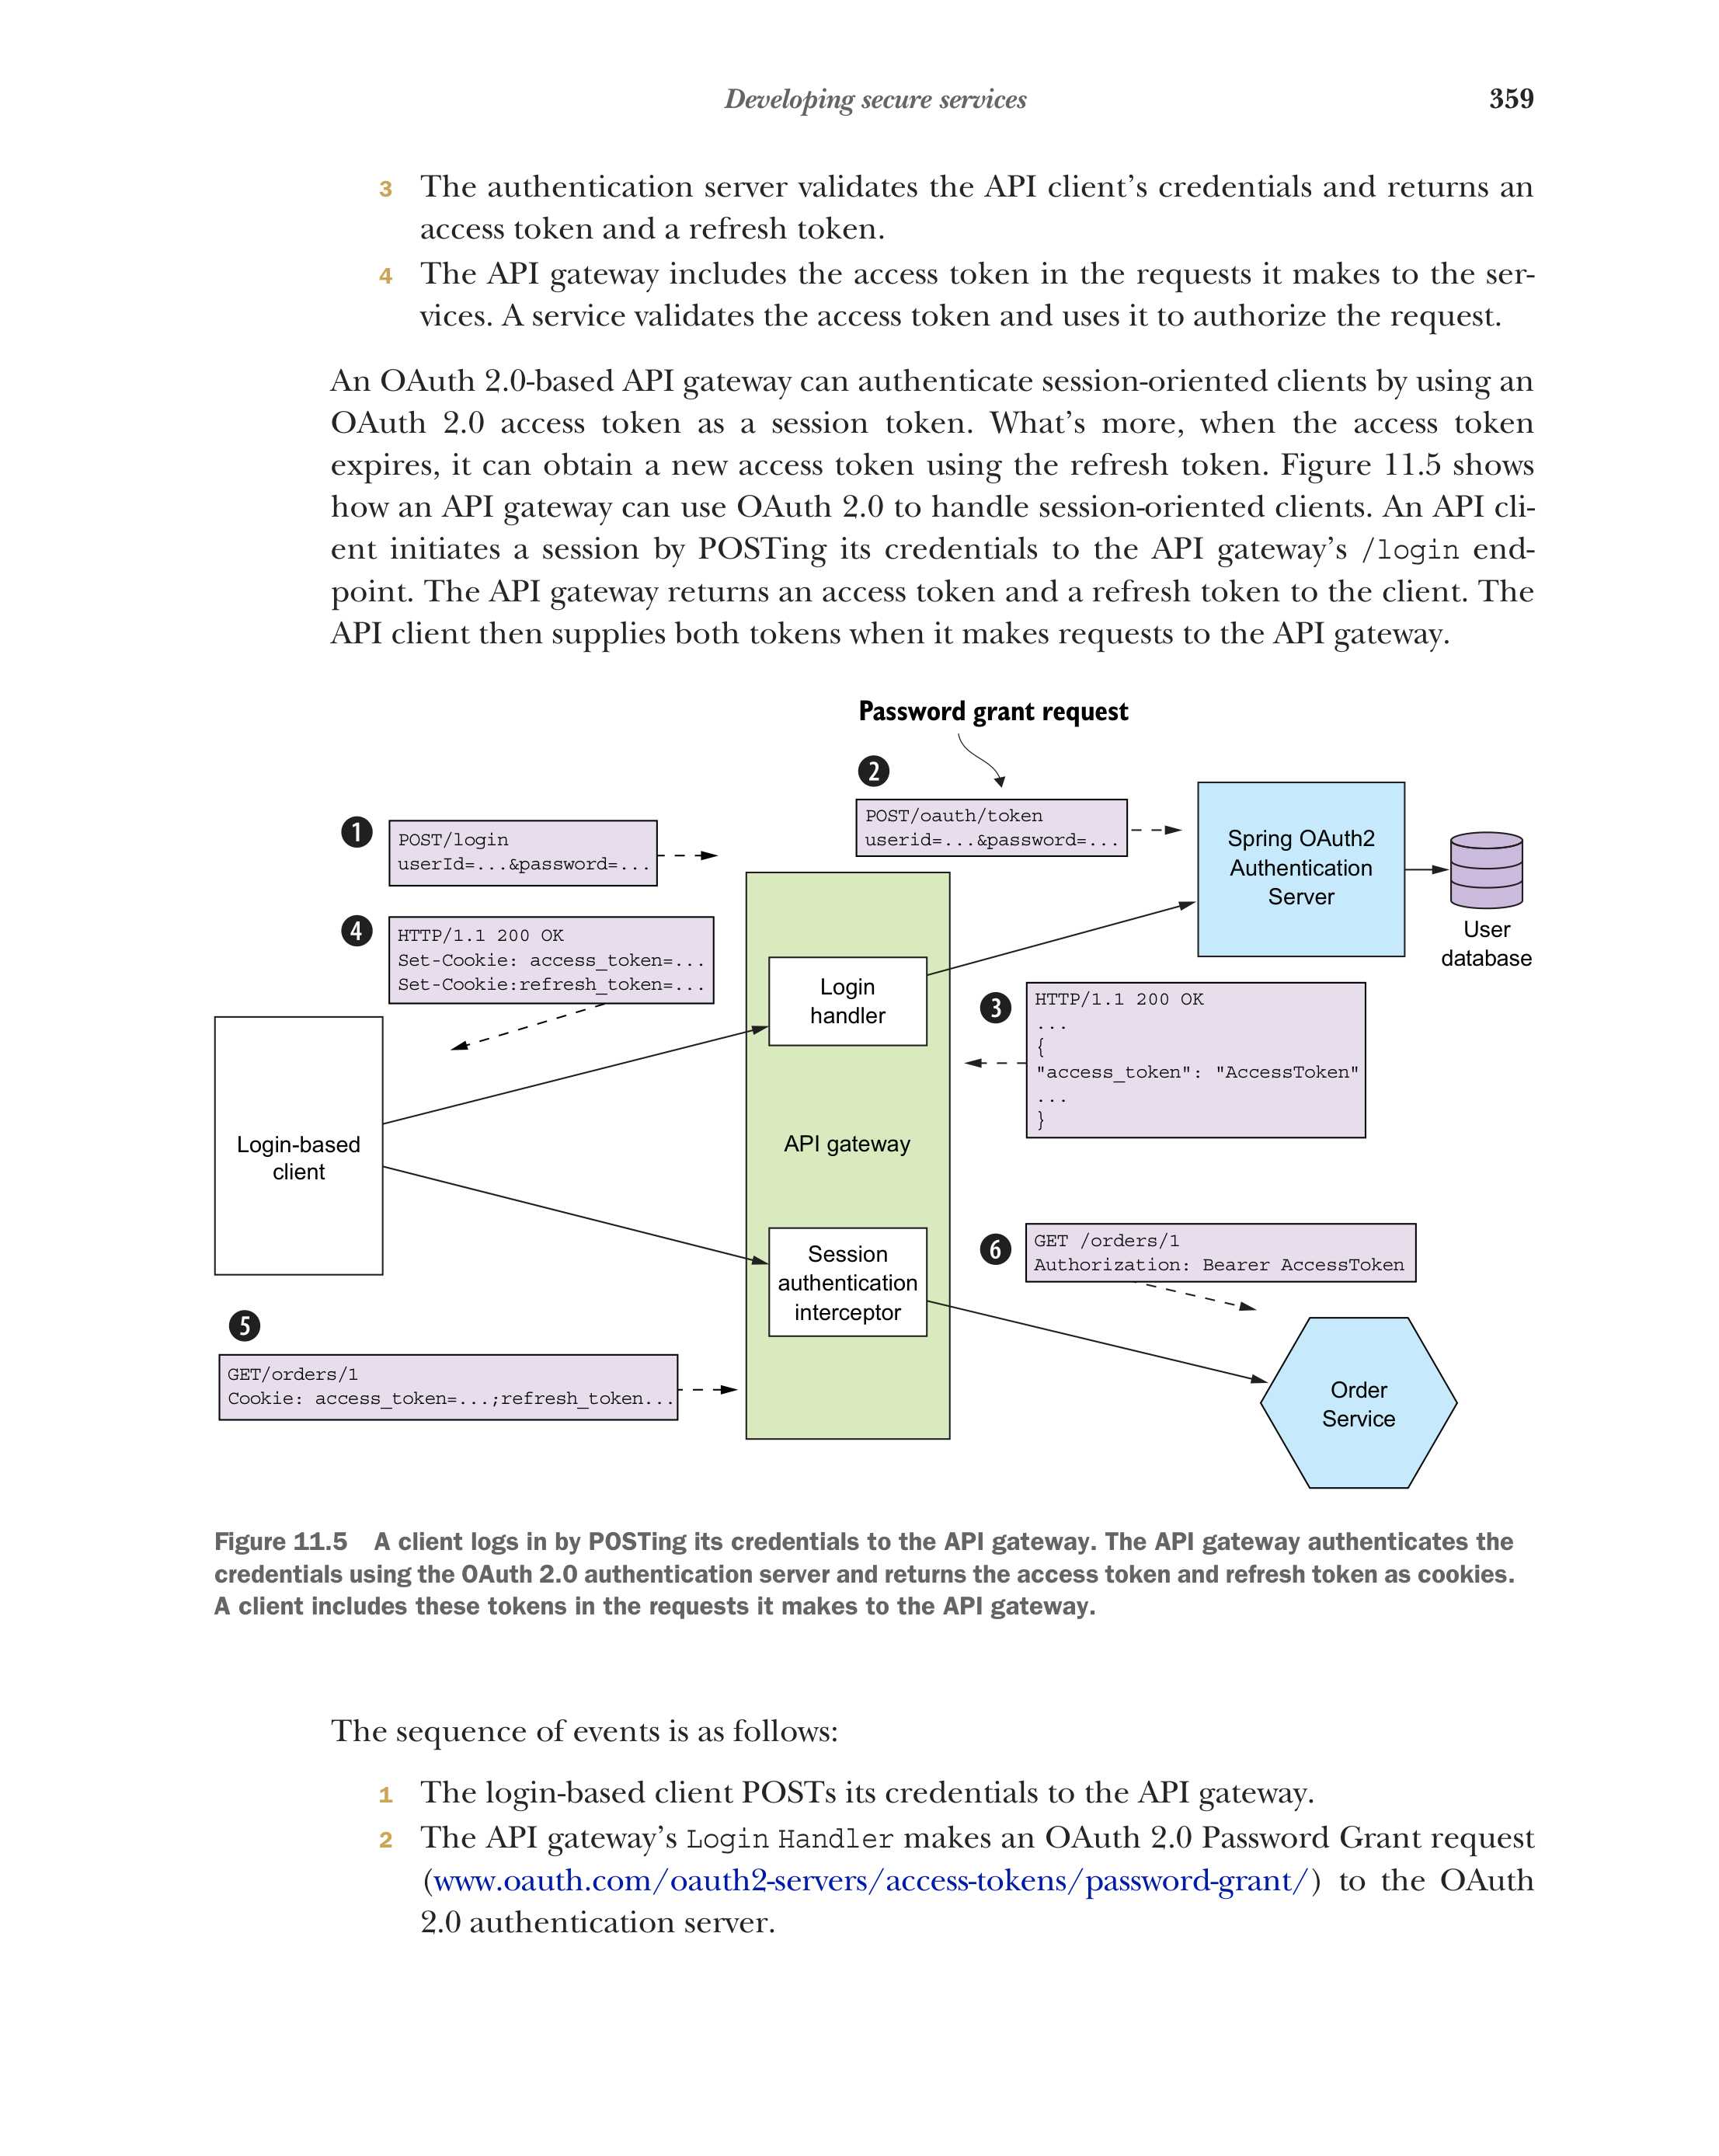 Developing secure services 359
3 The authentication server validates the API client’s credentials and returns an
access token and a refresh token.
4 The API gateway includes the access token in the requests it makes to the ser-
vices. A service validates the access token and uses it to authorize the request.
An OAuth 2.0-based API gateway can authenticate session-oriented clients by using an
OAuth 2.0 access token as a session token. What’s more, when the access token
expires, it can obtain a new access token using the refresh token. Figure 11.5 shows
how an API gateway can use OAuth 2.0 to handle session-oriented clients. An API cli-
ent initiates a session by POSTing its credentials to the API gateway’s /login end-
point. The API gateway returns an access token and a refresh token to the client. The
API client then supplies both tokens when it makes requests to the API gateway.
Password grant request
2
POST/oauth/token
userid=...&password=...
1
POST/login
userId=...&password=...
Spring OAuth2
Authentication
Server
User
database
4
HTTP/1.1 200 OK
Set-Cookie: access_token=...
Set-Cookie:refresh_token=...
Login
handler
3
HTTP/1.1 200 OK
...
{
"access_token": "AccessToken"
...
}
Login-based
client
API gateway
Session
authentication
interceptor
6
GET /orders/1
Authorization: Bearer AccessToken
5
GET/orders/1
Cookie: access_token=...;refresh_token...
Order
Service
Figure 11.5 A client logs in by POSTing its credentials to the API gateway. The API gateway authenticates the
credentials using the OAuth 2.0 authentication server and returns the access token and refresh token as cookies.
A client includes these tokens in the requests it makes to the API gateway.
The sequence of events is as follows:
1 The login-based client POSTs its credentials to the API gateway.
2 The API gateway’s Login Handler makes an OAuth 2.0 Password Grant request
(www.oauth.com/oauth2-servers/access-tokens/password-grant/) to the OAuth
2.0 authentication server.